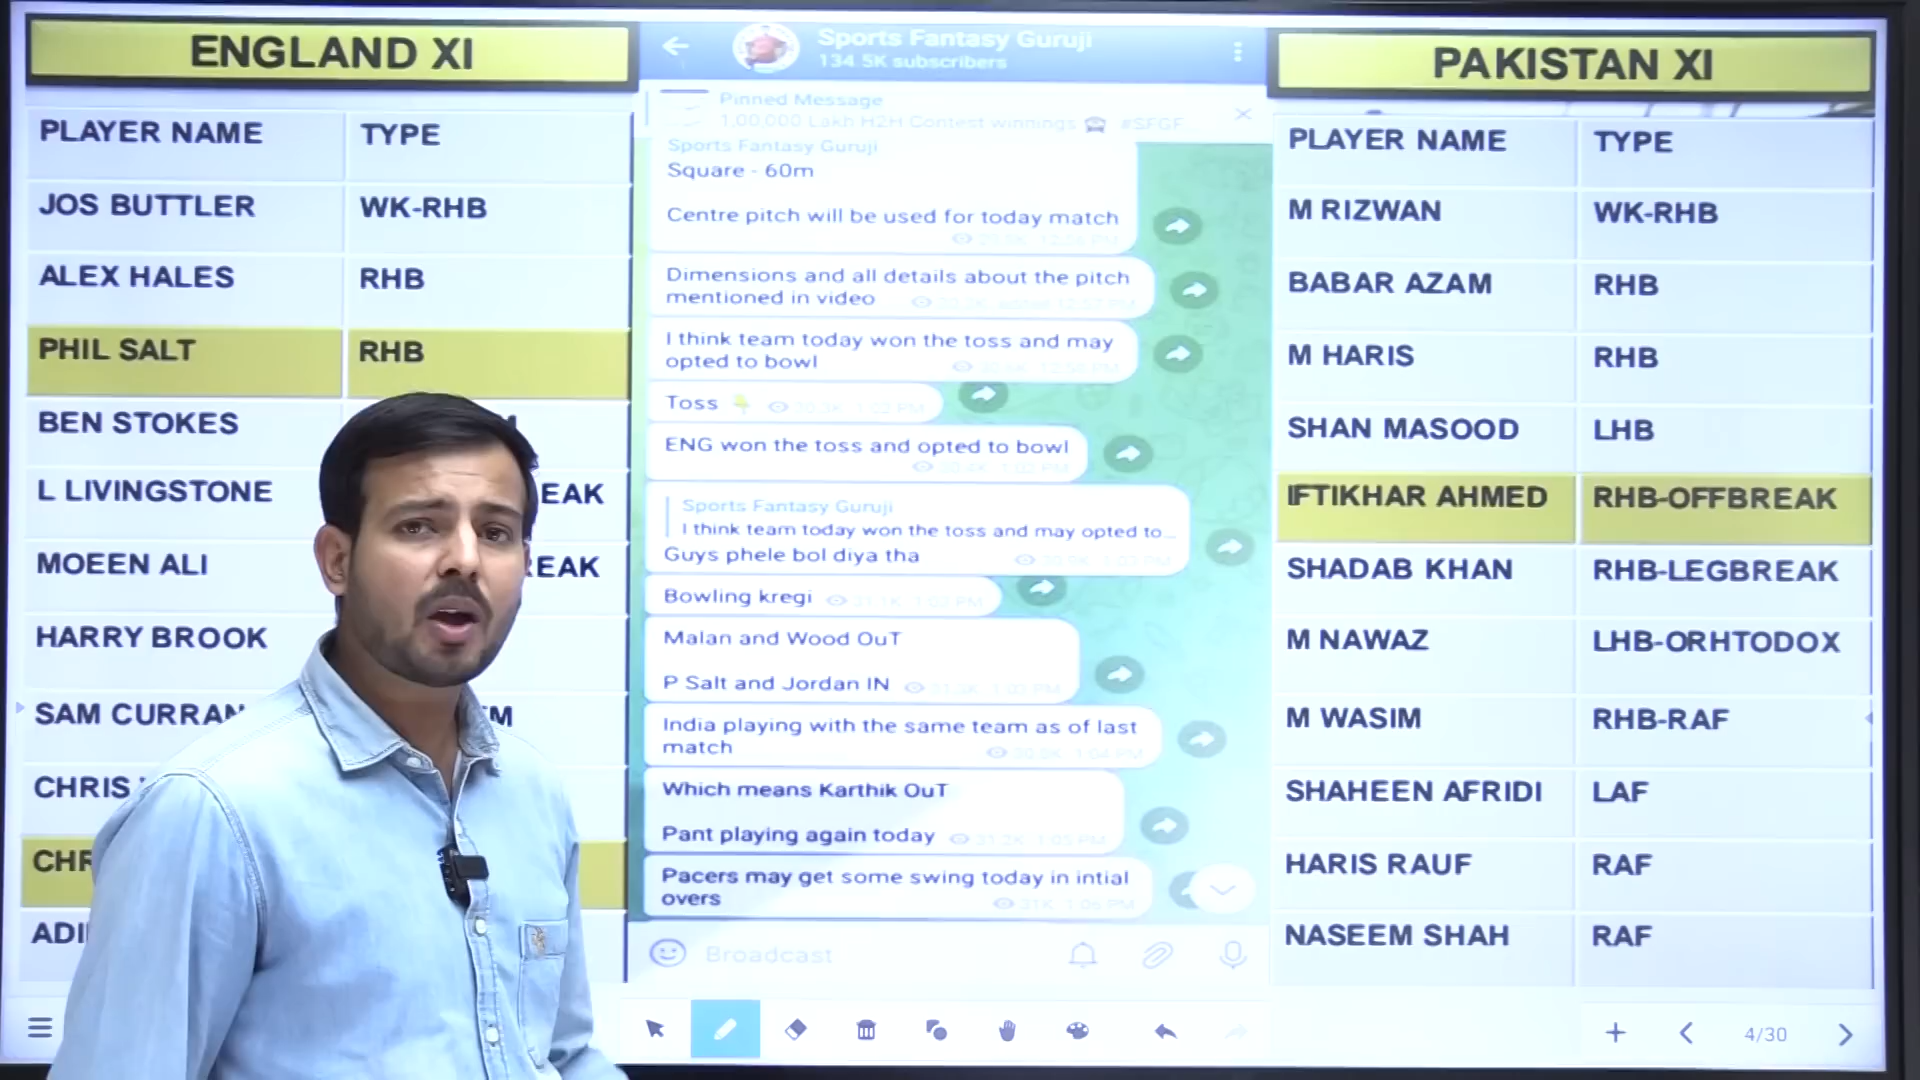 ENGLAND XI
PLAYER NAME TYPE
JOS BUTTLER WK-RHB
ALEX HALES RHB
PHIL SALT RHB
BEN STOKES
L LIVINGSTONE EAK
MOEEN ALI EAK
HARRY BROOK
SAM CURRAN M
CHRIS
CHR
ADI
Sports Fantasy Guruji
134.5K subscribers
Pinned Message
1,00,000 Lakh H2H Contest winnings #SFGF
Sports Fantasy Guruji
Square - 60m
Centre pitch will be used for today match
Dimensions and all details about the pitch
mentioned in video
I think team today won the toss and may
opted to bowl
Toss
ENG won the toss and opted to bowl
Sports Fantasy Guruji
I think team today won the toss and may opted to...
Guys phele bol diya tha
Bowling kregi
Malan and Wood OuT
P Salt and Jordan IN
India playing with the same team as of last
match
Which means Karthik OuT
Pant playing again today
Pacers may get some swing today in intial
overs
Broadcast
PAKISTAN XI
PLAYER NAME TYPE
M RIZWAN WK-RHB
BABAR AZAM RHB
M HARIS RHB
SHAN MASOOD LHB
IFTIKHAR AHMED RHB-OFFBREAK
SHADAB KHAN RHB-LEGBREAK
M NAWAZ LHB-ORHTODOX
M WASIM RHB-RAF
SHAHEEN AFRIDI LAF
HARIS RAUF RAF
NASEEM SHAH RAF
4/30